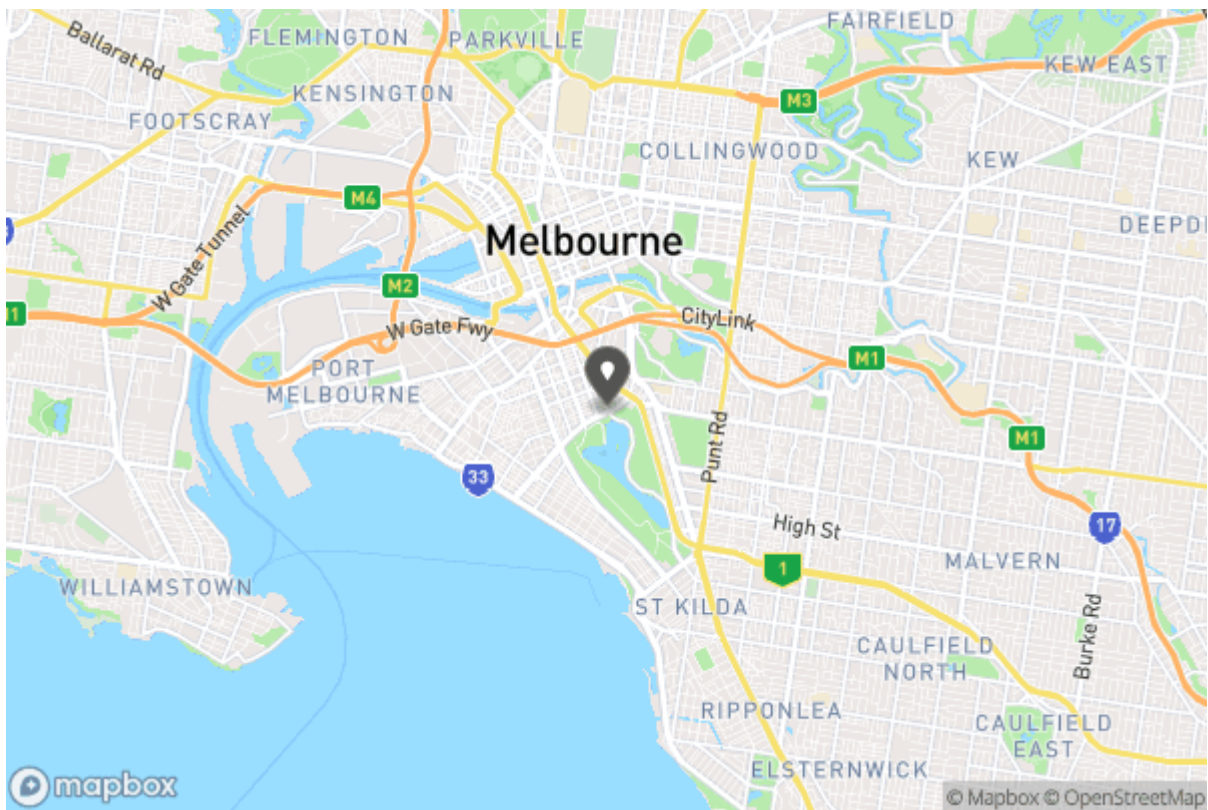 Ballarat Rd
FLEMINGTON
PARKVILLE
FAIRFIELD
KEW EAST
KENSINGTON
M3
FOOTSCRAY
COLLINGWOOD
KEW
M4
DEEPD
W Gate Tunnel
Melbourne
M2
W Gate Fwy
CityLink
M1
PORT
MELBOURNE
M1
Punt Rd
33
High St
17
MALVERN
1
WILLIAMSTOWN
ST KILDA
Burke Rd
CAULFIELD
NORTH
RIPPONLEA
CAULFIELD
EAST
ELSTERNWICK
mapbox
© Mapbox © OpenStreetMap